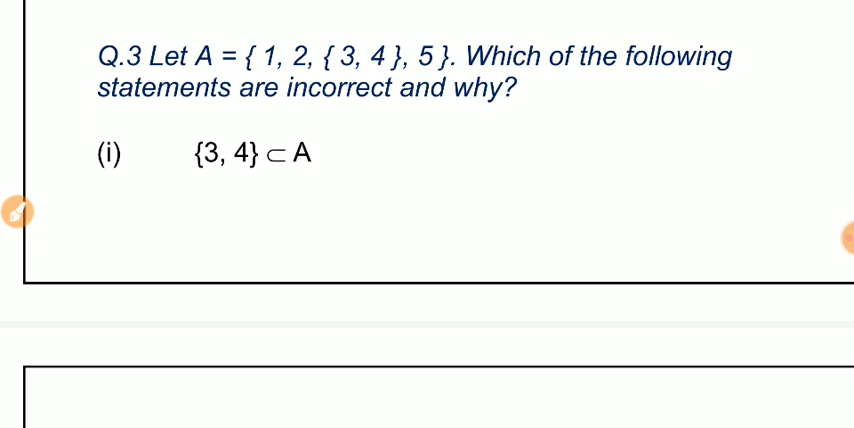 Q.3 Let A = { 1, 2, { 3, 4 }, 5 }. Which of the following
statements are incorrect and why?
(i) {3, 4} ⊂ A